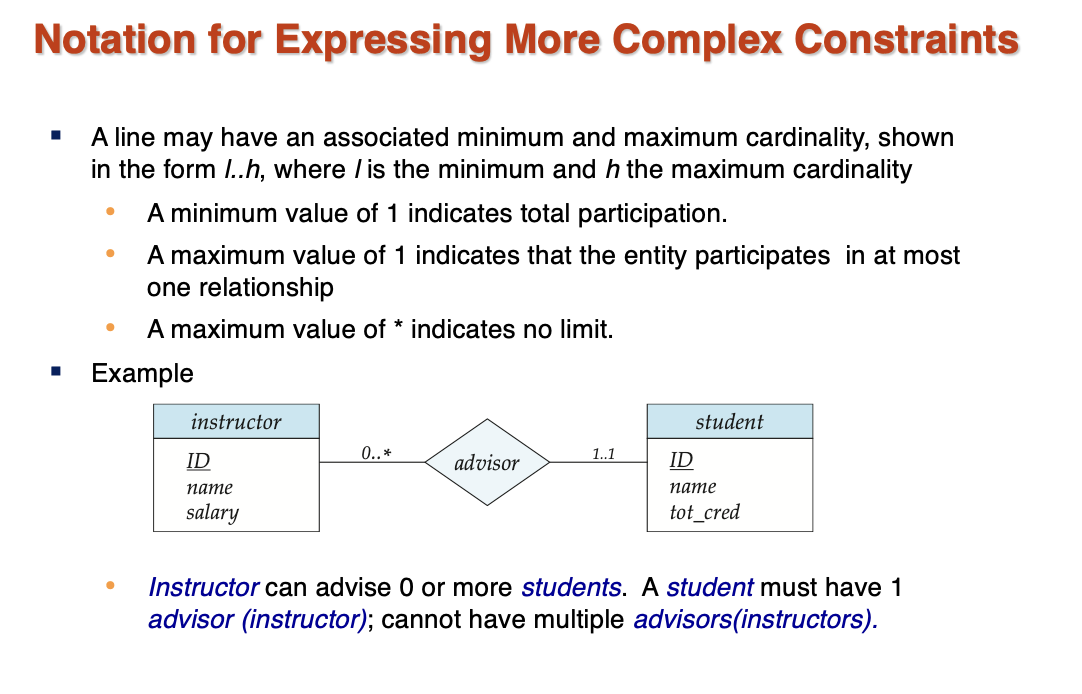 Notation for Expressing More Complex Constraints
▪ A line may have an associated minimum and maximum cardinality, shown
in the form l..h, where l is the minimum and h the maximum cardinality
• A minimum value of 1 indicates total participation.
• A maximum value of 1 indicates that the entity participates  in at most
one relationship
• A maximum value of * indicates no limit.
▪ Example
instructor
ID
name
salary
0..*
advisor
1..1
student
ID
name
tot_cred
• Instructor can advise 0 or more students.  A student must have 1
advisor (instructor); cannot have multiple advisors(instructors).